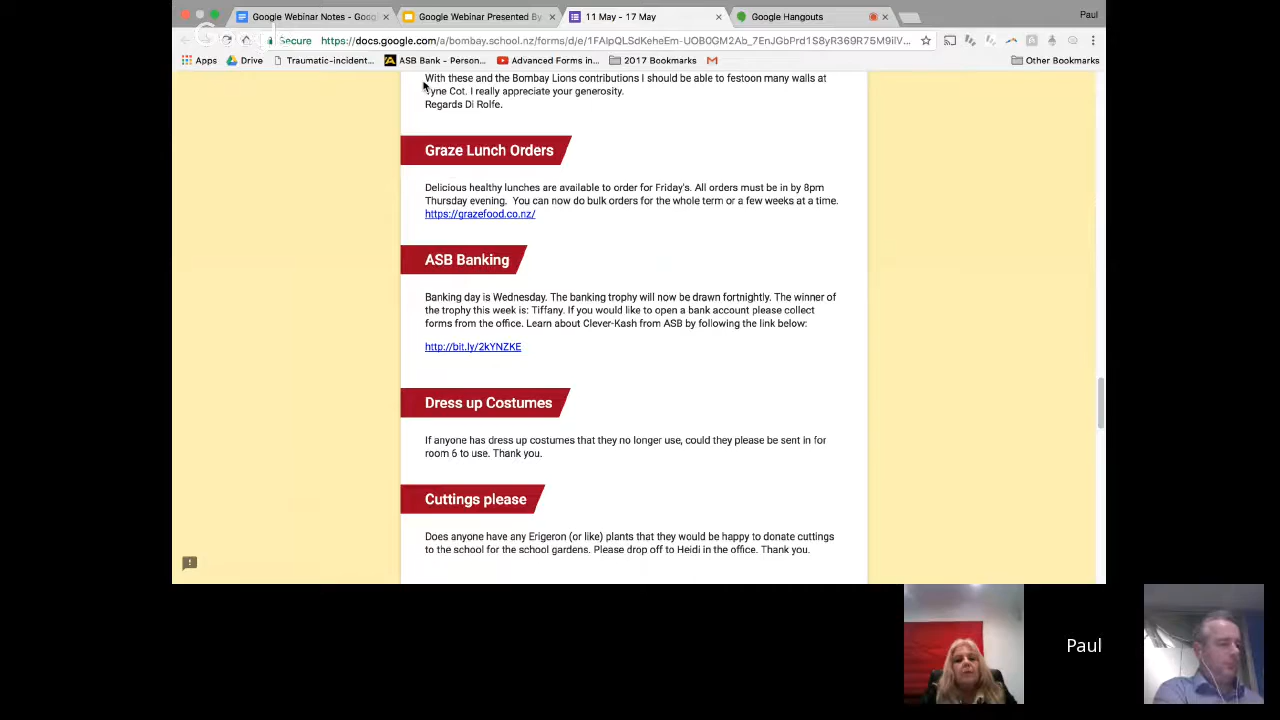 Google Webinar Notes - Goog
Google Webinar Presented By
11 May - 17 May
Google Hangouts
Paul
Secure
https://docs.google.com/a/bombay.school.nz/forms/d/e/1FAIpQLSdKeheEm-UOB0GM2Ab_7EnJGbPrd1S8yR369R75M9ilV...
Apps
Drive
Traumatic-incident...
ASB Bank - Person...
Advanced Forms in...
2017 Bookmarks
Other Bookmarks
With these and the Bombay Lions contributions I should be able to festoon many walls at
Tyne Cot. I really appreciate your generosity.
Regards Di Rolfe.
Graze Lunch Orders
Delicious healthy lunches are available to order for Friday's. All orders must be in by 8pm
Thursday evening. You can now do bulk orders for the whole term or a few weeks at a time.
https://grazefood.co.nz/
ASB Banking
Banking day is Wednesday. The banking trophy will now be drawn fortnightly. The winner of
the trophy this week is: Tiffany. If you would like to open a bank account please collect
forms from the office. Learn about Clever-Kash from ASB by following the link below:
http://bit.ly/2kYNZKE
Dress up Costumes
If anyone has dress up costumes that they no longer use, could they please be sent in for
room 6 to use. Thank you.
Cuttings please
Does anyone have any Erigeron (or like) plants that they would be happy to donate cuttings
to the school for the school gardens. Please drop off to Heidi in the office. Thank you.
Paul